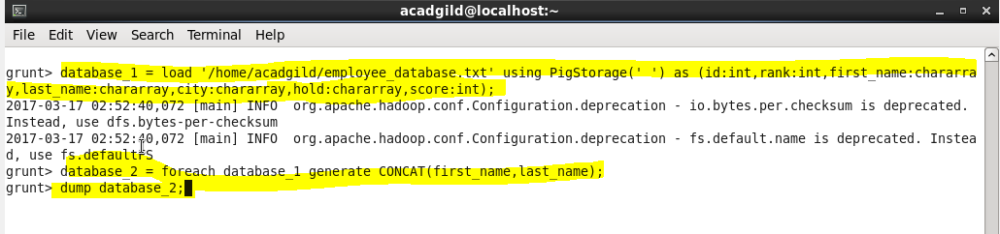 acadgild@localhost:~
File Edit View Search Terminal Help
grunt> database_1 = load '/home/acadgild/employee_database.txt' using PigStorage(' ') as (id:int,rank:int,first_name:chararra
y,last_name:chararray,city:chararray,hold:chararray,score:int);
2017-03-17 02:52:40,072 [main] INFO  org.apache.hadoop.conf.Configuration.deprecation - io.bytes.per.checksum is deprecated.
Instead, use dfs.bytes-per-checksum
2017-03-17 02:52:40,072 [main] INFO  org.apache.hadoop.conf.Configuration.deprecation - fs.default.name is deprecated. Instea
d, use fs.defaultFS
grunt> database_2 = foreach database_1 generate CONCAT(first_name,last_name);
grunt> dump database_2;